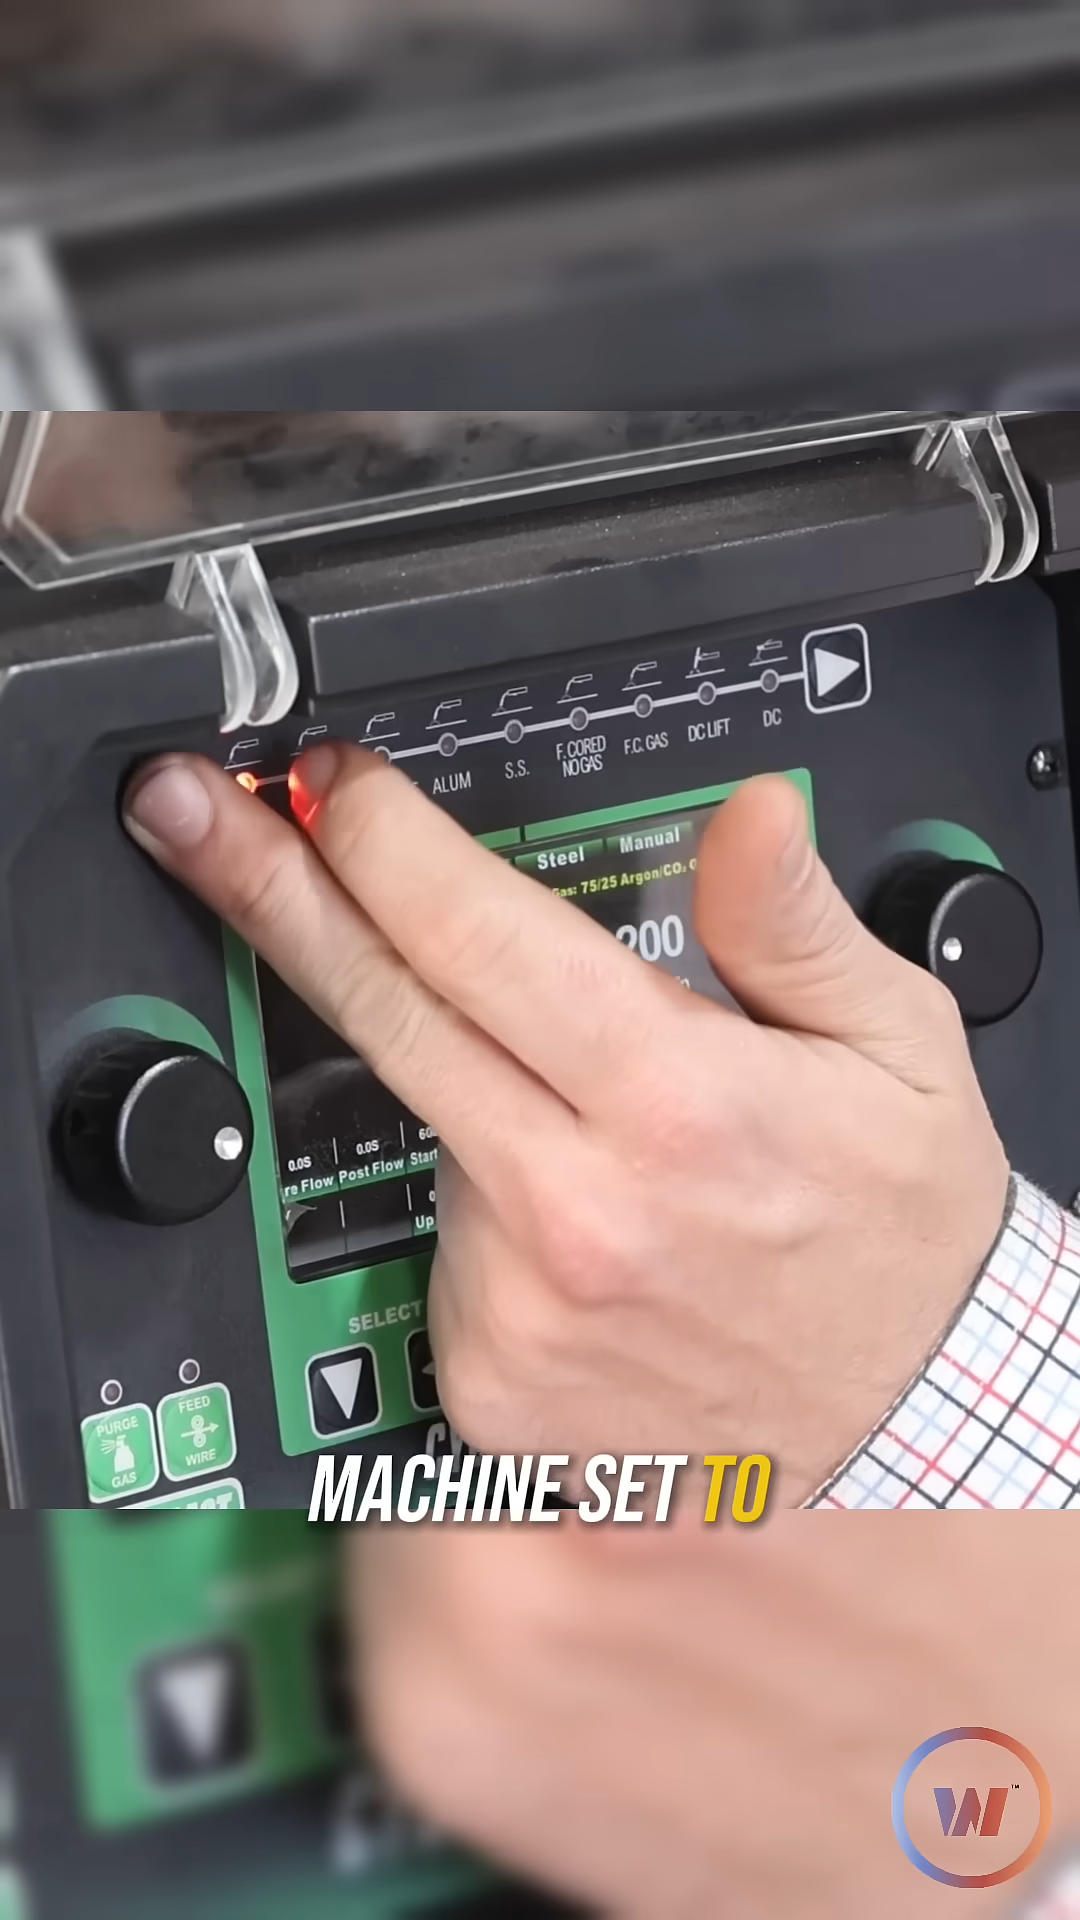 DC
DC LIFT
F.C. GAS
F. CORED
NO GAS
S.S.
ALUM
Steel Manual
Gas: 75/25 Argon/CO₂
200
0.0S 0.0S
Post Flow Start
Up
SELECT
PURGE
GAS
FEED
WIRE
MACHINE SET TO
W
TM